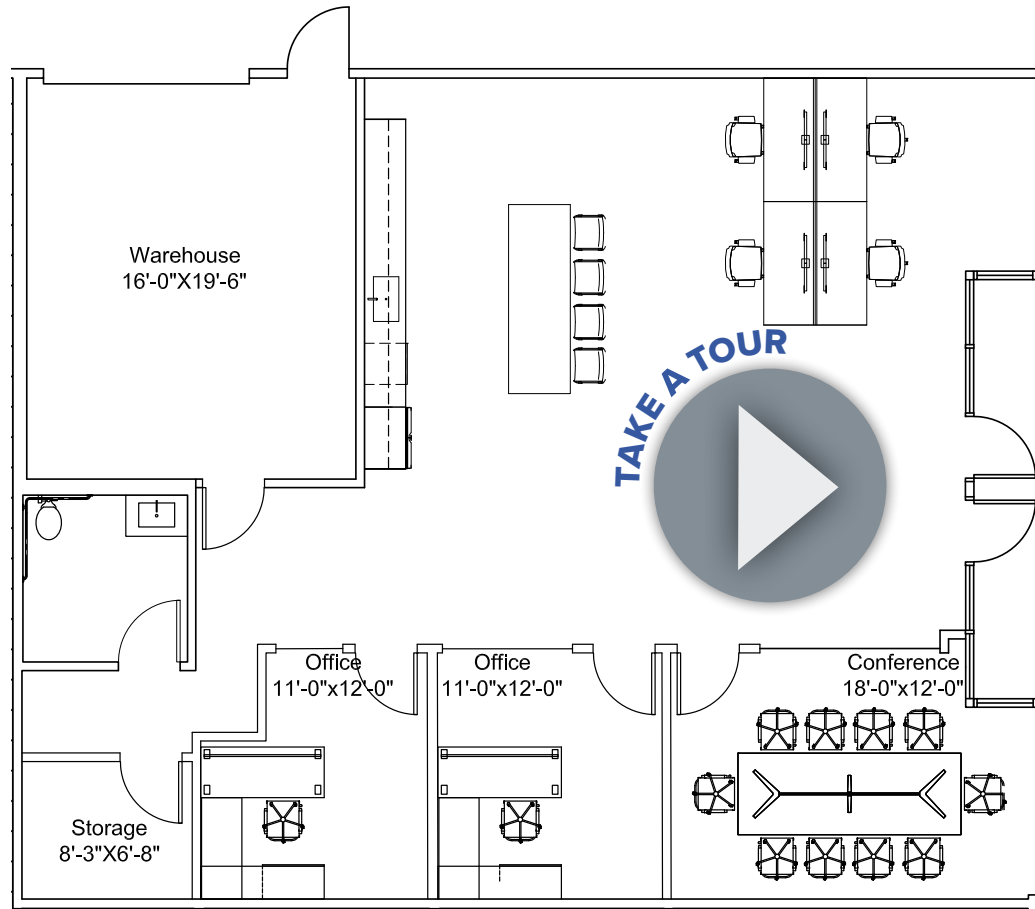 Warehouse
16'-0"X19'-6"
TAKE A TOUR
Office
11'-0"x12'-0"
Office
11'-0"x12'-0"
Conference
18'-0"x12'-0"
Storage
8'-3"X6'-8"